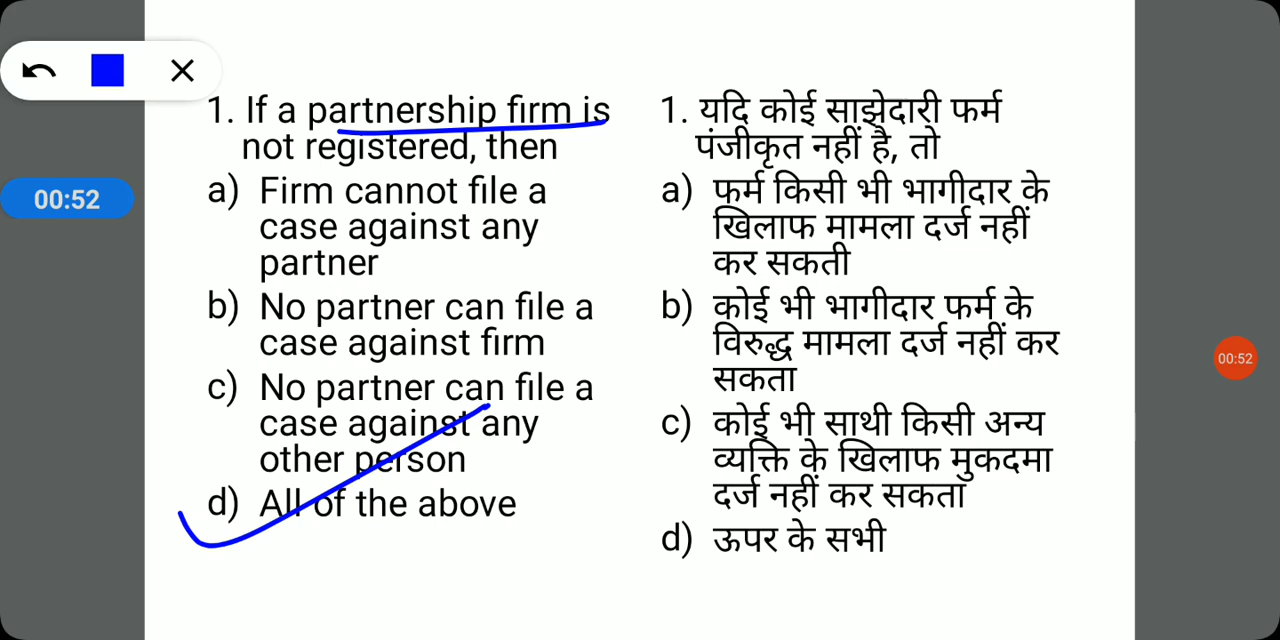 00:52
1. If a partnership firm is
not registered, then
a) Firm cannot file a
case against any
partner
b) No partner can file a
case against firm
c) No partner can file a
case against any
other person
d) All of the above
1. यदि कोई साझेदारी फर्म
पंजीकृत नहीं है, तो
a) फर्म किसी भी भागीदार के
खिलाफ मामला दर्ज नहीं
कर सकती
b) कोई भी भागीदार फर्म के
विरुद्ध मामला दर्ज नहीं कर
सकता
c) कोई भी साथी किसी अन्य
व्यक्ति के खिलाफ मुकदमा
दर्ज नहीं कर सकता
d) ऊपर के सभी
00:52